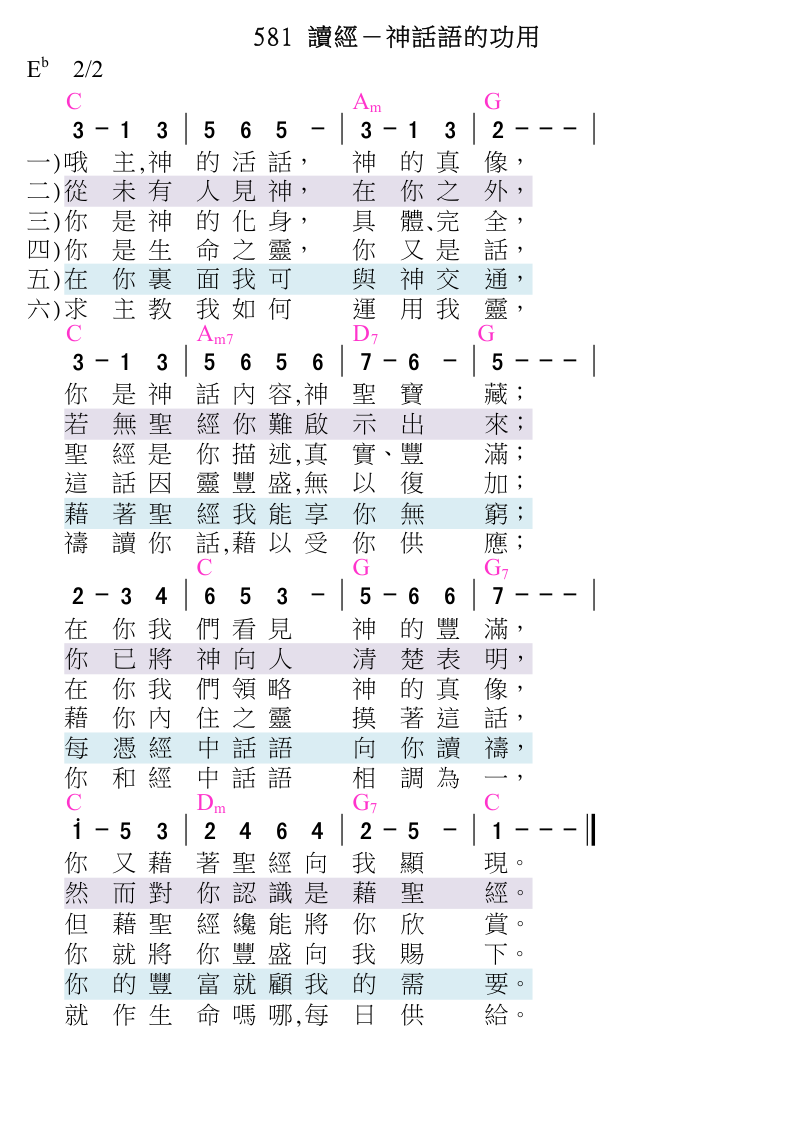 581 讀經－神話語的功用
E♭ 2/2
C Am G
3 - 1 3 | 5 6 5 - | 3 - 1 3 | 2 - - - |
一)哦主,神的活話，神的真像，
二)從未有人見神，在你之外，
三)你是神的化身，具體、完全，
四)你是生命之靈，你又是話，
五)在你裏面我可與神交通，
六)求主教我如何運用我靈，
C Am7 D7 G
3 - 1 3 | 5 6 5 6 | 7 - 6 - | 5 - - - |
你是神話內容,神聖寶藏；
若無聖經你難啟示出來；
聖經是你描述,真實、豐滿；
這話因靈豐盛,無以復加；
藉著聖經我能享你無窮；
禱讀你話,藉以受你供應；
C G G7
2 - 3 4 | 6 5 3 - | 5 - 6 6 | 7 - - - |
在你我們看見神的豐滿，
你已將神向人清楚表明，
在你我們領略神的真像，
藉你內住之靈摸著這話，
每憑經中話語向你讀禱，
你和經中話語相調為一，
C Dm G7 C
1̇ - 5 3 | 2 4 6 4 | 2 - 5 - | 1 - - - ‖
你又藉著聖經向我顯現。
然而對你認識是藉聖經。
但藉聖經纔能將你欣賞。
你就將你豐盛向我賜下。
你的豐富就顧我的需要。
就作生命嗎哪,每日供給。